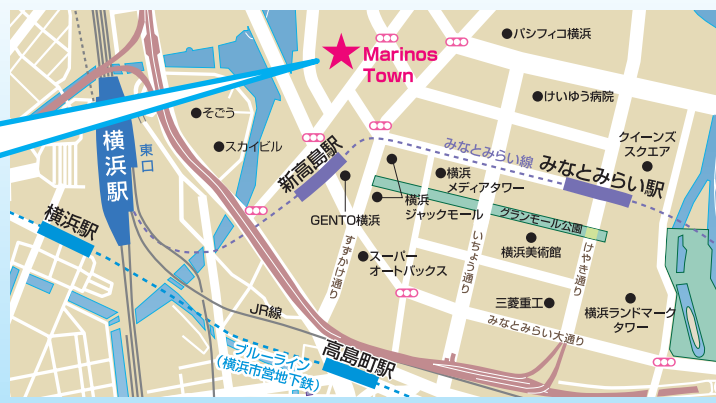 Marinos
Town
パシフィコ横浜
けいゆう病院
クイーンズ
スクエア
そごう
スカイビル
東口
横浜駅
新高島駅
みなとみらい線
みなとみらい駅
横浜
メディアタワー
横浜
ジャックモール
GENTO横浜
グランモール公園
横浜美術館
けやき通り
いちょう通り
すずかけ通り
スーパー
オートバックス
三菱重工
横浜ランドマーク
タワー
みなとみらい大通り
横浜駅
JR線
ブルーライン
(横浜市営地下鉄)
高島町駅